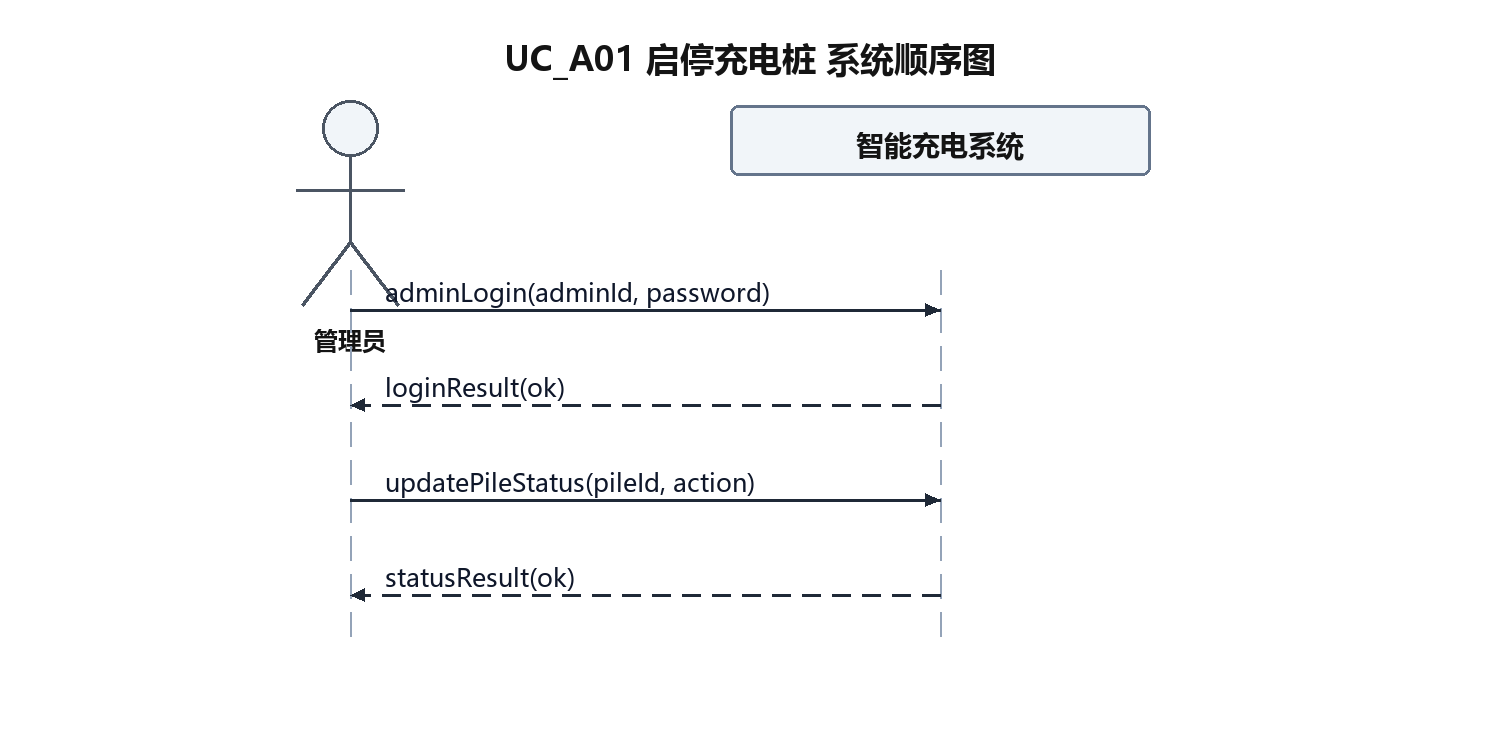 UC_A01 启停充电桩 系统顺序图
智能充电系统
adminLogin(adminId, password)
管理员
loginResult(ok)
updatePileStatus(pileId, action)
statusResult(ok)